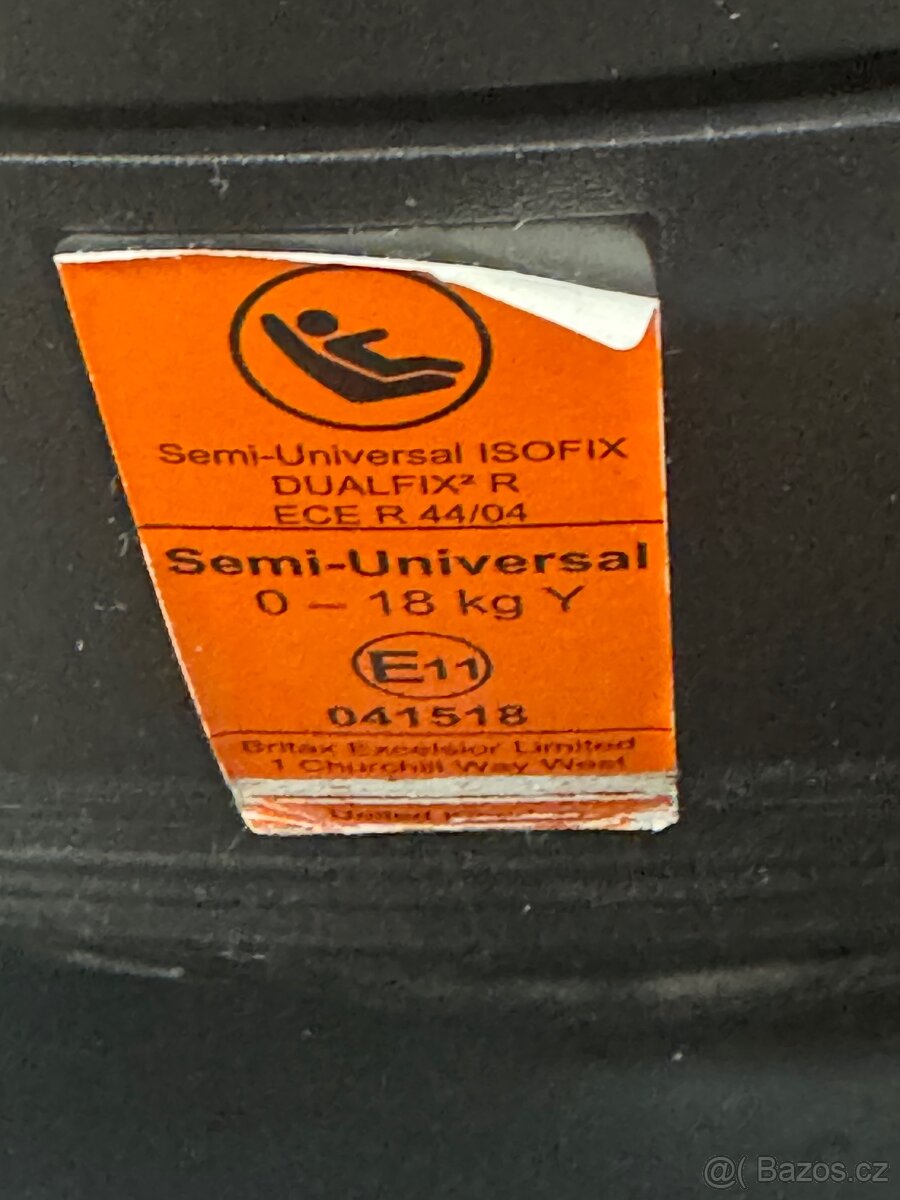 Semi-Universal ISOFIX
DUALFIX² R
ECE R 44/04
Semi-Universal
0 – 18 kg Y
E11
041518
Britax Excelsior Limited
1 Churchill Way West
United
@( Bazos.cz